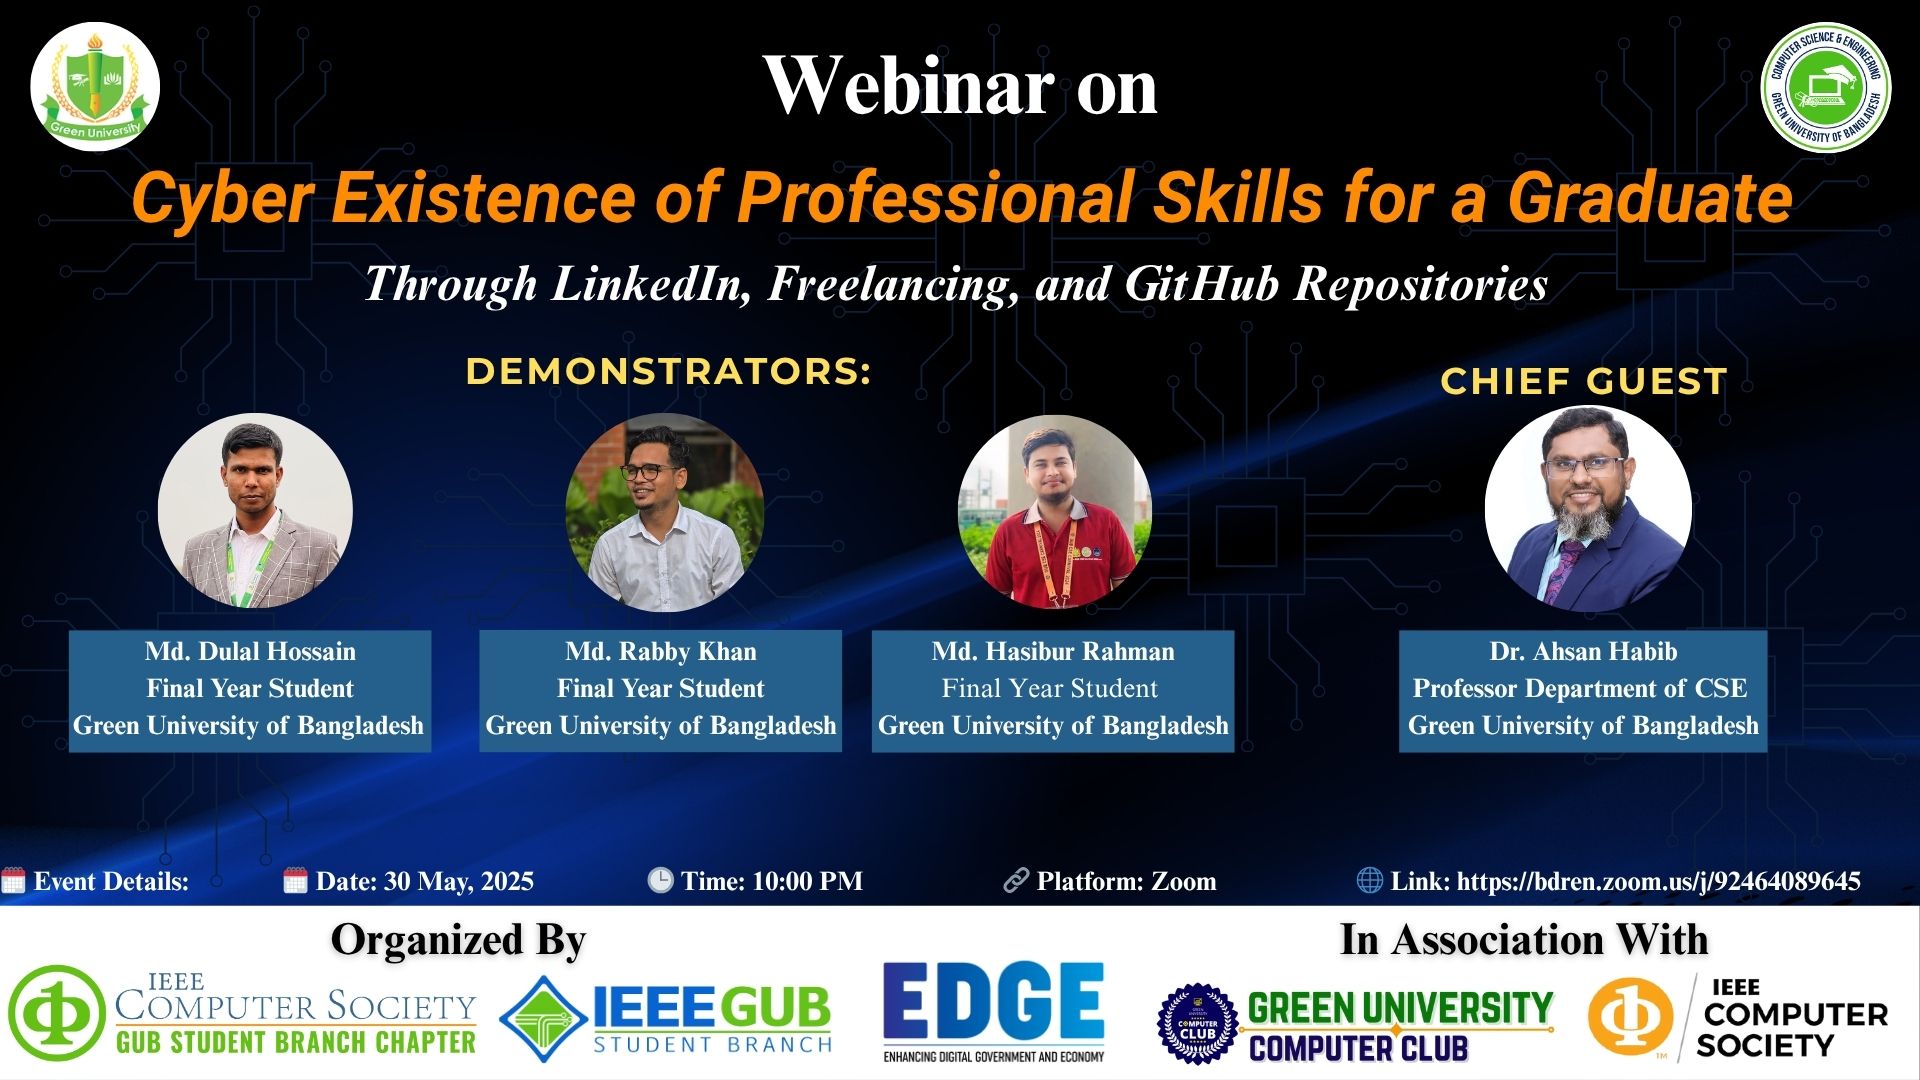 Green University
COMPUTER SCIENCE & ENGINEERING
GREEN UNIVERSITY OF BANGLADESH
Webinar on
Cyber Existence of Professional Skills for a Graduate
Through LinkedIn, Freelancing, and GitHub Repositories
DEMONSTRATORS:
CHIEF GUEST
Md. Dulal Hossain
Final Year Student
Green University of Bangladesh
Md. Rabby Khan
Final Year Student
Green University of Bangladesh
Md. Hasibur Rahman
Final Year Student
Green University of Bangladesh
Dr. Ahsan Habib
Professor Department of CSE
Green University of Bangladesh
Event Details:
Date: 30 May, 2025
Time: 10:00 PM
Platform: Zoom
Link: https://bdren.zoom.us/j/92464089645
Organized By
In Association With
IEEE
COMPUTER SOCIETY
GUB STUDENT BRANCH CHAPTER
IEEE GUB
STUDENT BRANCH
EDGE
ENHANCING DIGITAL GOVERNMENT AND ECONOMY
COMPUTER
CLUB
GREEN UNIVERSITY
COMPUTER CLUB
IEEE
COMPUTER
SOCIETY
TM